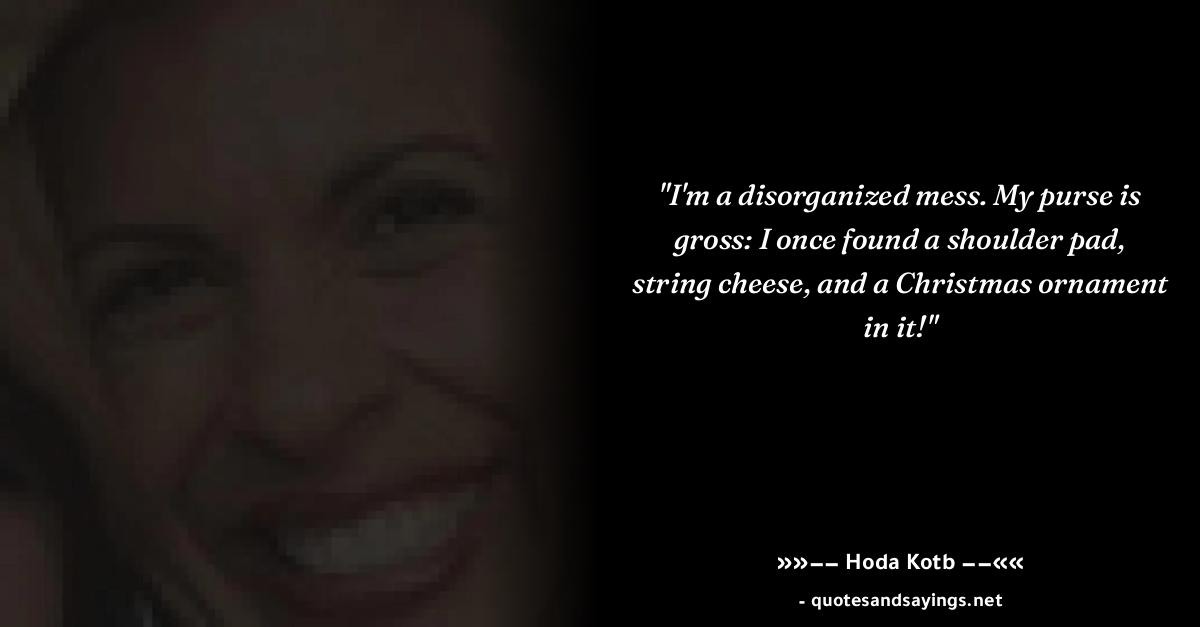 "I'm a disorganized mess. My purse is
gross: I once found a shoulder pad,
string cheese, and a Christmas ornament
in it!"
»»–– Hoda Kotb ––««
- quotesandsayings.net